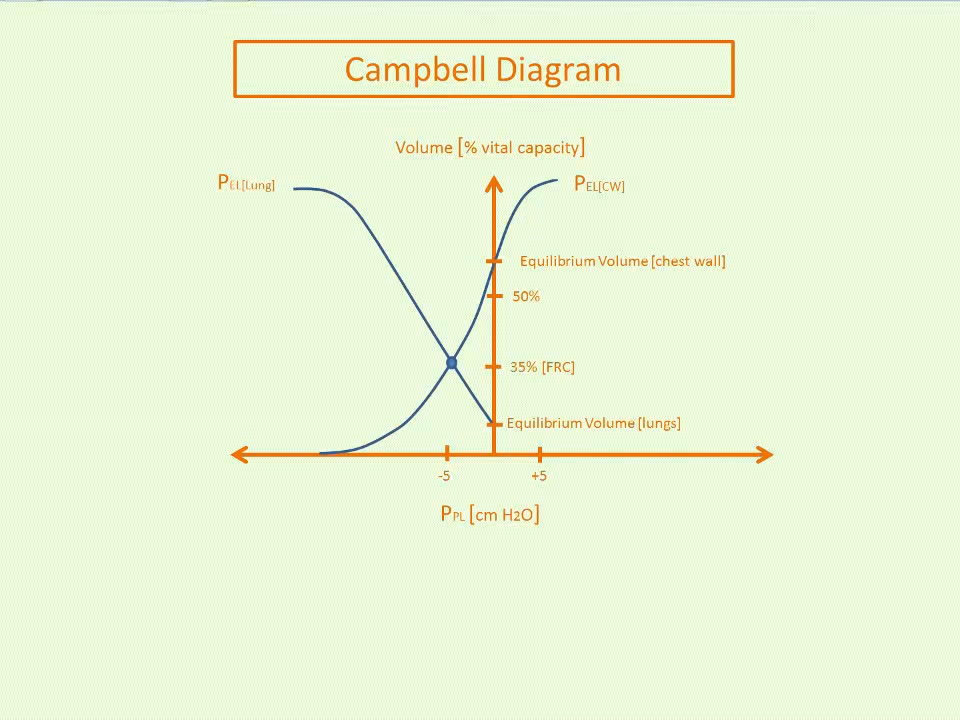 Campbell Diagram
Volume [% vital capacity]
PEL[Lung]
PEL[CW]
Equilibrium Volume [chest wall]
50%
35% [FRC]
Equilibrium Volume [lungs]
-5
+5
PPL [cm H2O]